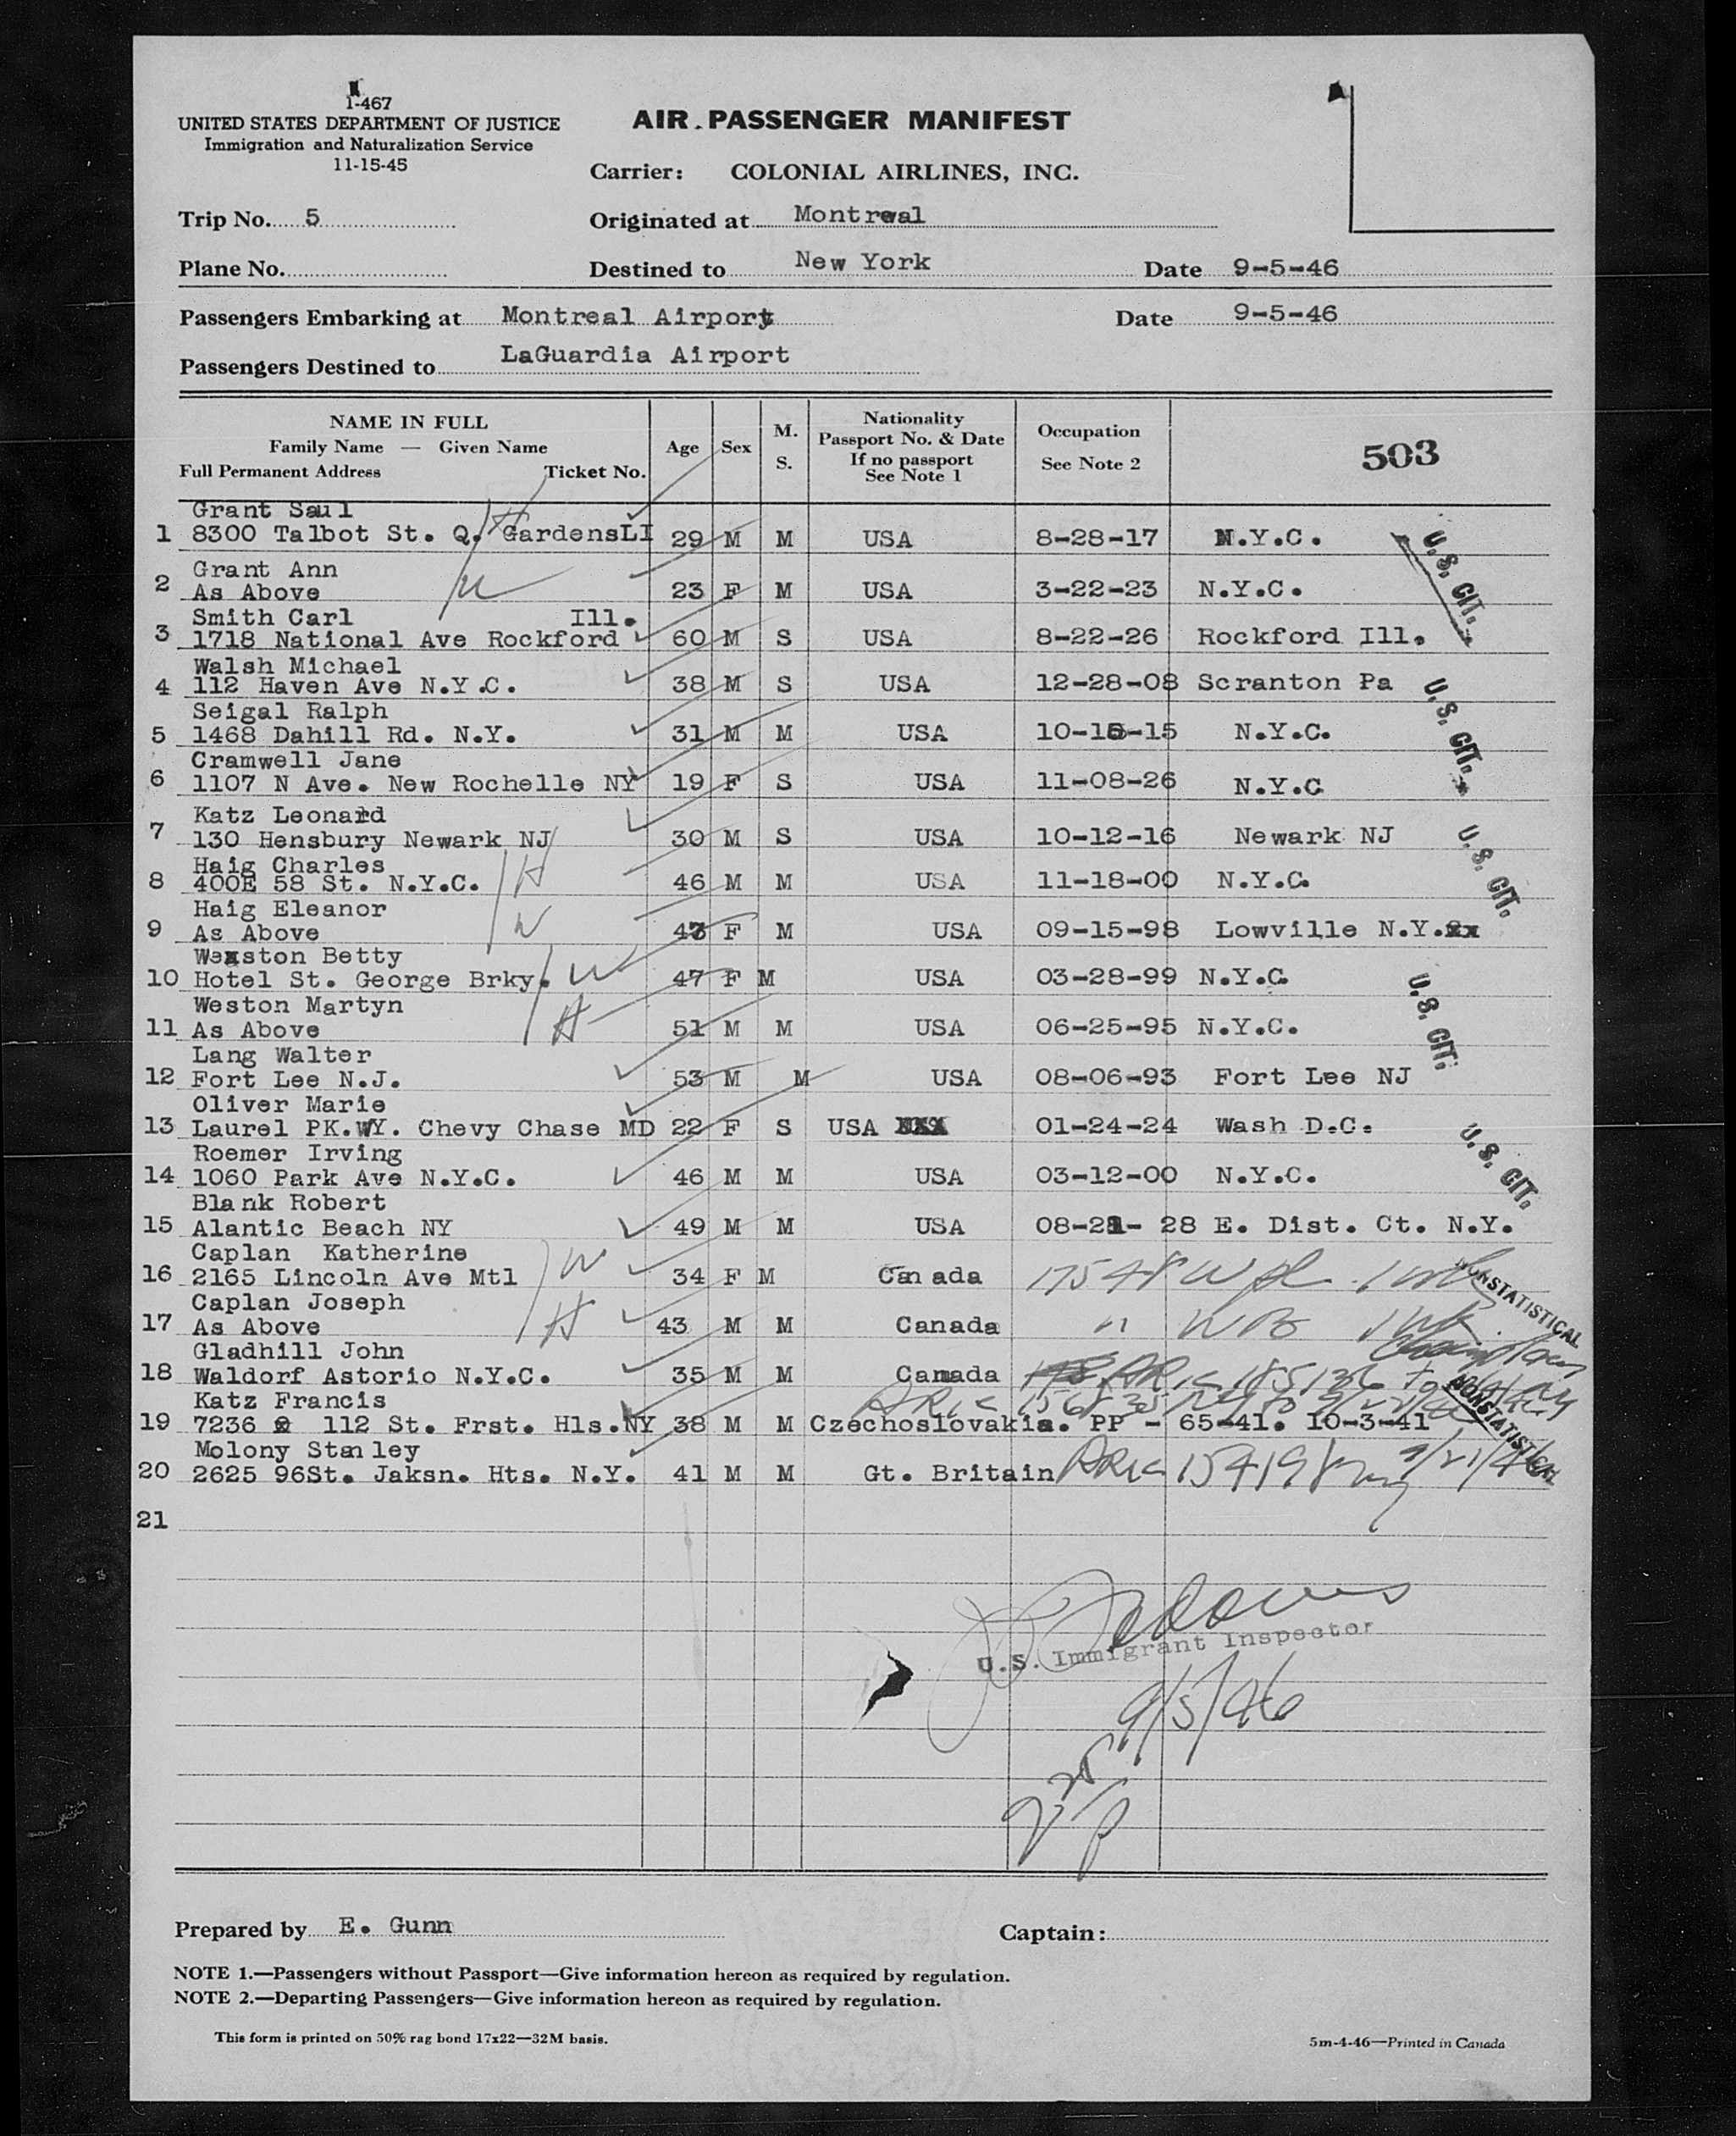 I-467
UNITED STATES DEPARTMENT OF JUSTICE
Immigration and Naturalization Service
11-15-45
AIR PASSENGER MANIFEST
Carrier: COLONIAL AIRLINES, INC.
Trip No. 5
Originated at Montreal
Plane No.
Destined to New York
Date 9-5-46
Passengers Embarking at Montreal Airport
Date 9-5-46
Passengers Destined to LaGuardia Airport
NAME IN FULL
Family Name — Given Name
Full Permanent Address Ticket No.
Age
Sex
M.
S.
Nationality
Passport No. & Date
If no passport
See Note 1
Occupation
See Note 2
503
Grant Saul
1 8300 Talbot St. Q. GardensLI 29 M M USA 8-28-17 N.Y.C.
H
Grant Ann
2 As Above 23 F M USA 3-22-23 N.Y.C.
U.S. CIT.
Smith Carl Ill.
3 1718 National Ave Rockford 60 M S USA 8-22-26 Rockford Ill.
Walsh Michael
4 112 Haven Ave N.Y.C. 38 M S USA 12-28-08 Scranton Pa
Seigal Ralph
5 1468 Dahill Rd. N.Y. 31 M M USA 10-15-15 N.Y.C.
U.S. CIT.
Cramwell Jane
6 1107 N Ave. New Rochelle NY 19 F S USA 11-08-26 N.Y.C
Katz Leonard
7 130 Hensbury Newark NJ 30 M S USA 10-12-16 Newark NJ
Haig Charles
8 400E 58 St. N.Y.C. H 46 M M USA 11-18-00 N.Y.C.
U.S. CIT.
Haig Eleanor
9 As Above W 47 F M USA 09-15-98 Lowville N.Y.
Weston Betty
10 Hotel St. George Brky. W 47 F M USA 03-28-99 N.Y.C.
Weston Martyn
11 As Above H 51 M M USA 06-25-95 N.Y.C.
U.S. CIT.
Lang Walter
12 Fort Lee N.J. 53 M M USA 08-06-93 Fort Lee NJ
Oliver Marie
13 Laurel PK.WY. Chevy Chase MD 22 F S USA 01-24-24 Wash D.C.
Roemer Irving
14 1060 Park Ave N.Y.C. 46 M M USA 03-12-00 N.Y.C.
U.S. CIT.
Blank Robert
15 Alantic Beach NY 49 M M USA 08-21- 28 E. Dist. Ct. N.Y.
Caplan Katherine
16 2165 Lincoln Ave Mtl W 34 F M Canada 17548
NONSTATISTICAL
Caplan Joseph
17 As Above H 43 M M Canada " 1 wk.
Gladhill John
18 Waldorf Astorio N.Y.C. 35 M M Canada
Katz Francis
19 7236 112 St. Frst. Hls.NY 38 M M Czechoslovakia. PP - 65-41. 10-3-41
NONSTATISTICAL
Molony Stanley
20 2625 96St. Jaksn. Hts. N.Y. 41 M M Gt. Britain
21
U.S. Immigrant Inspector
9/5/46
Prepared by E. Gunn
Captain:
NOTE 1.—Passengers without Passport—Give information hereon as required by regulation.
NOTE 2.—Departing Passengers—Give information hereon as required by regulation.
This form is printed on 50% rag bond 17x22—32M basis.
5m-4-46—Printed in Canada